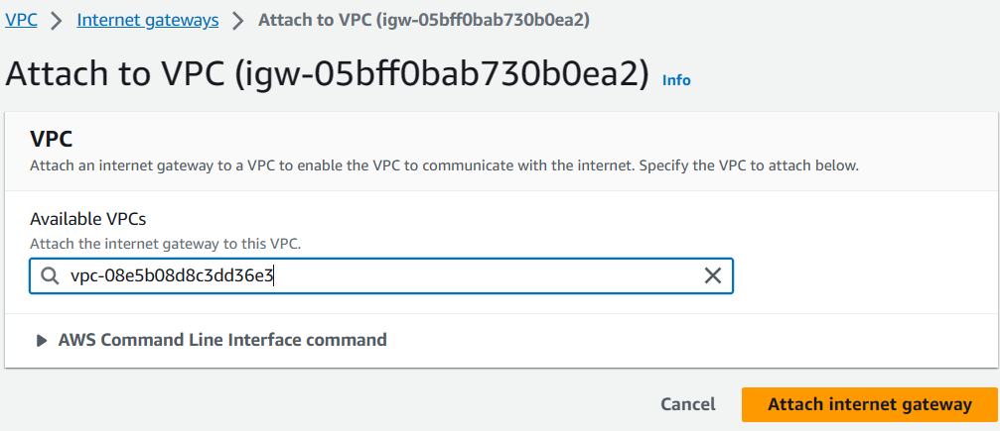 VPC > Internet gateways > Attach to VPC (igw-05bff0bab730b0ea2)
Attach to VPC (igw-05bff0bab730b0ea2) Info
VPC
Attach an internet gateway to a VPC to enable the VPC to communicate with the internet. Specify the VPC to attach below.
Available VPCs
Attach the internet gateway to this VPC.
vpc-08e5b08d8c3dd36e3
AWS Command Line Interface command
Cancel Attach internet gateway